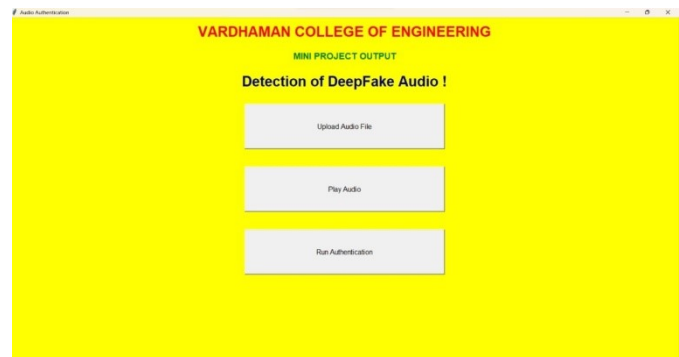 Audio Authentication
VARDHAMAN COLLEGE OF ENGINEERING
MINI PROJECT OUTPUT
Detection of DeepFake Audio !
Upload Audio File
Play Audio
Run Authentication